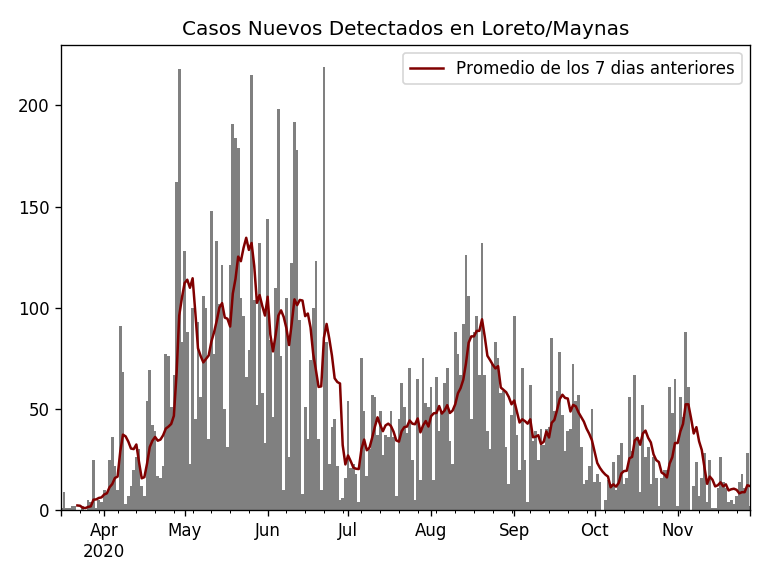 Casos Nuevos Detectados en Loreto/Maynas
Promedio de los 7 dias anteriores
200
150
100
50
0
Apr May Jun Jul Aug Sep Oct Nov
2020